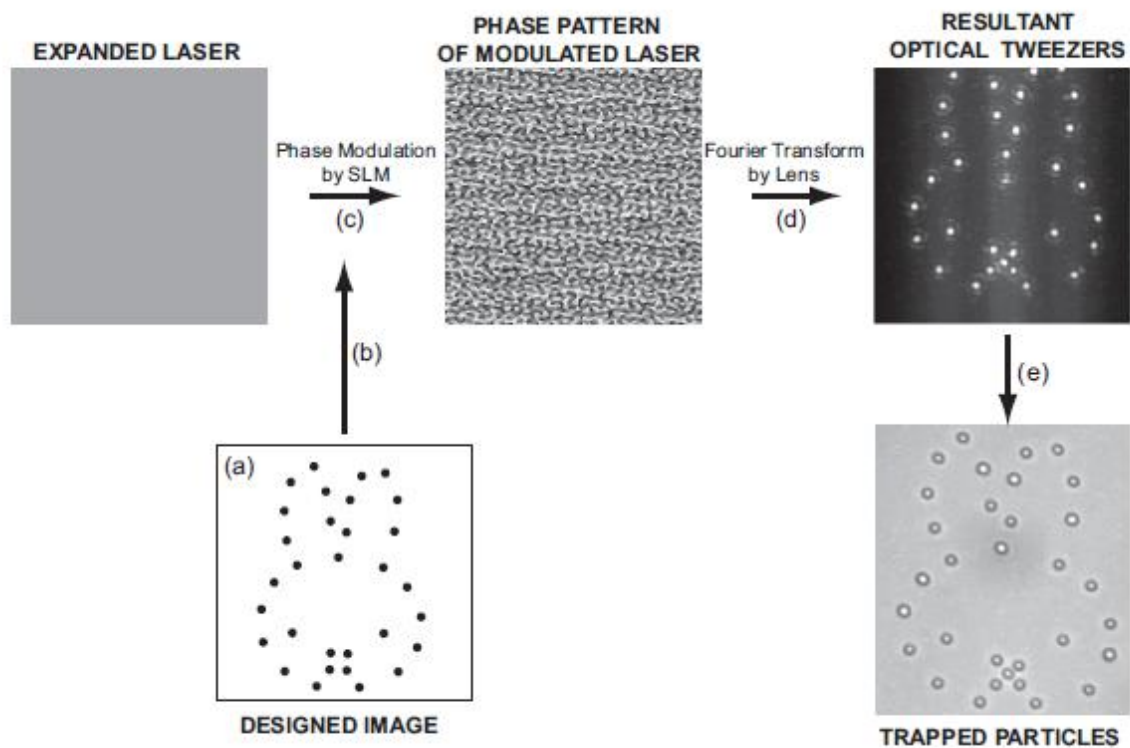 EXPANDED LASER
PHASE PATTERN
OF MODULATED LASER
RESULTANT
OPTICAL TWEEZERS
Phase Modulation
by SLM
(c)
Fourier Transform
by Lens
(d)
(b)
(e)
(a)
DESIGNED IMAGE
TRAPPED PARTICLES